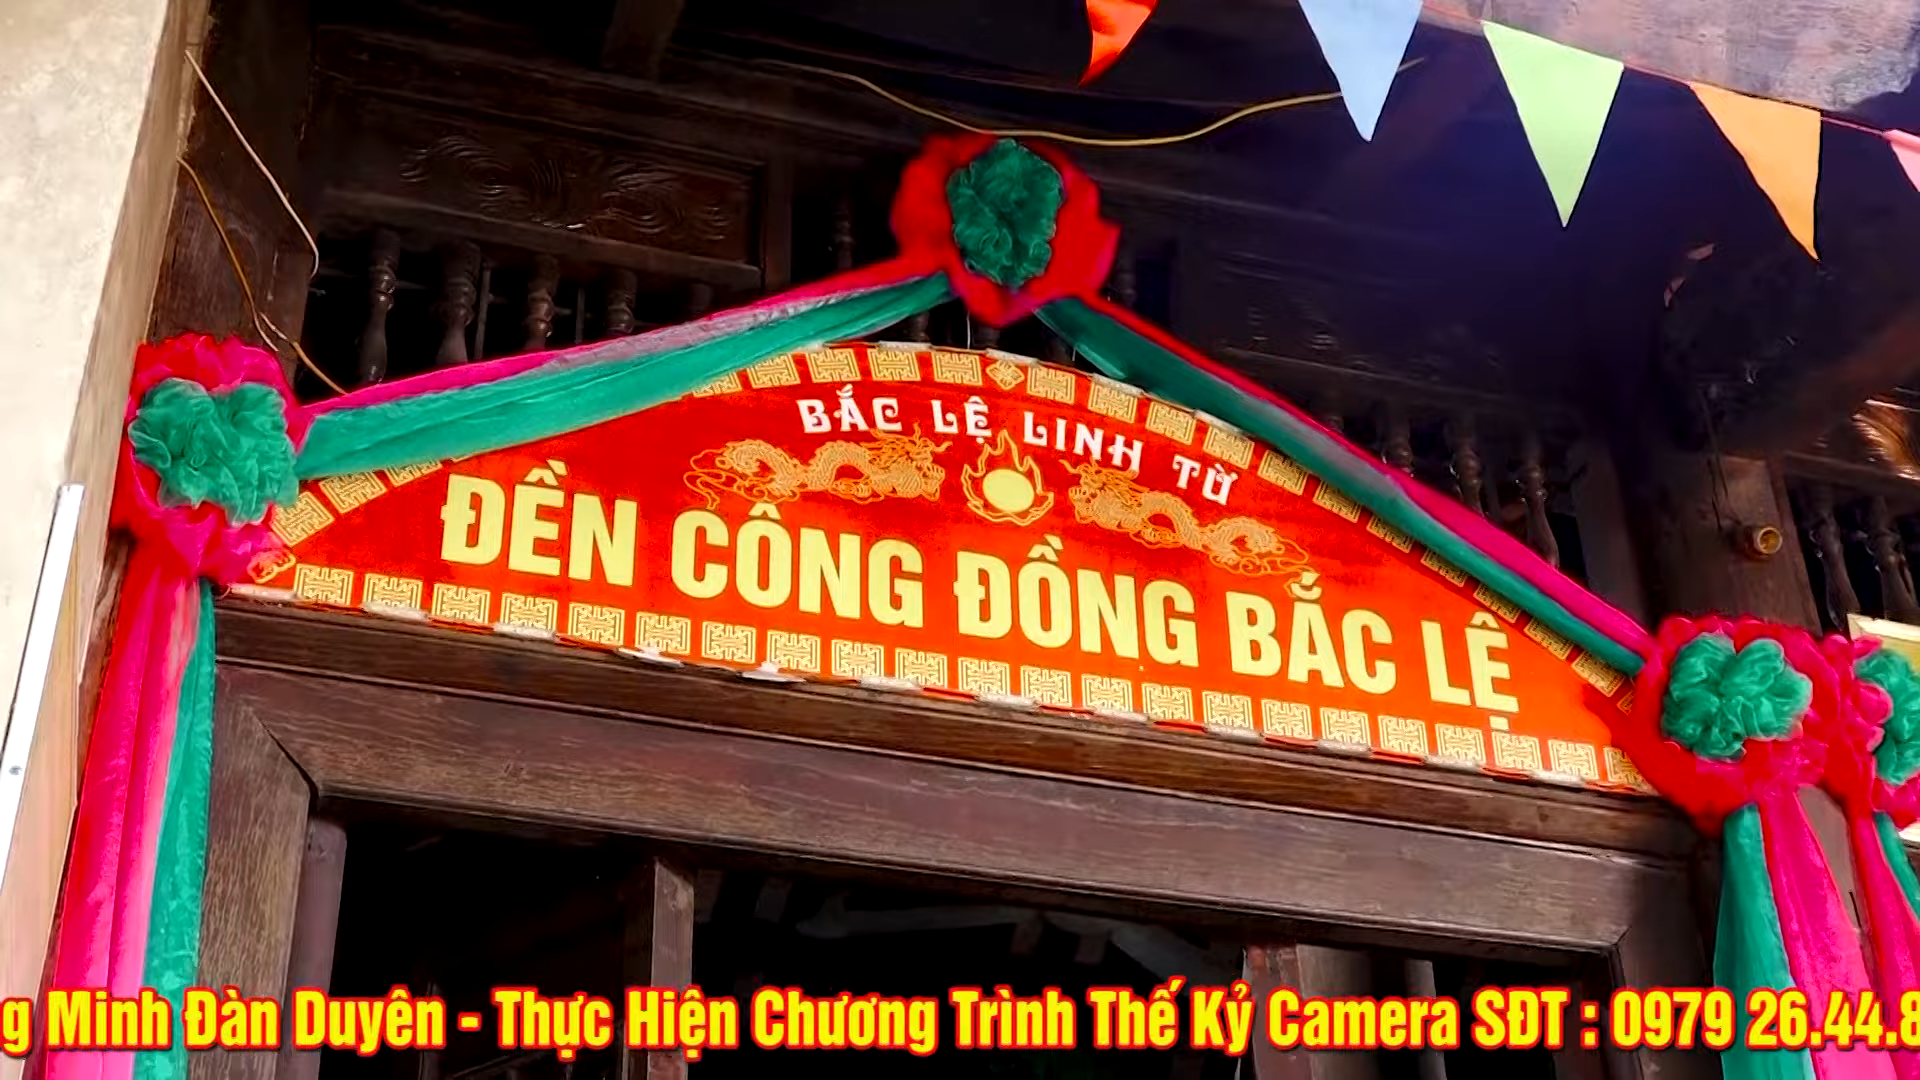 BẮC LỆ LINH TỪ
ĐỀN CÔNG ĐỒNG BẮC LỆ
Minh Đàn Duyên - Thực Hiện Chương Trình Thế Kỷ Camera SĐT : 0979 26.44.8